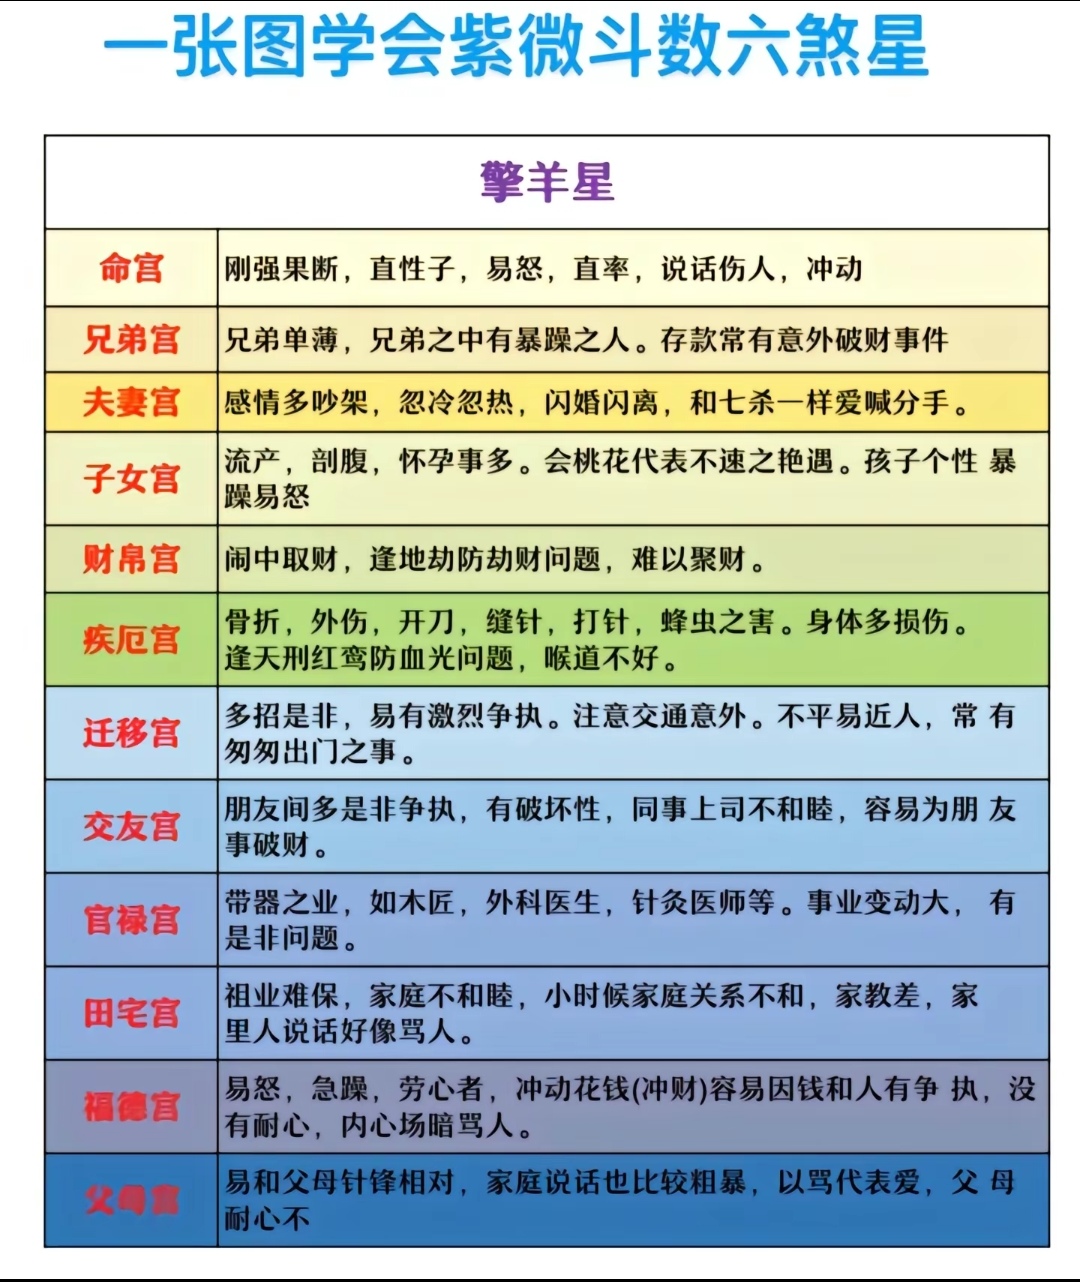 一张图学会紫微斗数六煞星
擎羊星
命宫
刚强果断，直性子，易怒，直率，说话伤人，冲动
兄弟宫
兄弟单薄，兄弟之中有暴躁之人。存款常有意外破财事件
夫妻宫
感情多吵架，忽冷忽热，闪婚闪离，和七杀一样爱喊分手。
子女宫
流产，剖腹，怀孕事多。会桃花代表不速之艳遇。孩子个性 暴
躁易怒
财帛宫
闹中取财，逢地劫防劫财问题，难以聚财。
疾厄宫
骨折，外伤，开刀，缝针，打针，蜂虫之害。身体多损伤。
逢天刑红鸾防血光问题，喉道不好。
迁移宫
多招是非，易有激烈争执。注意交通意外。不平易近人，常 有
匆匆出门之事。
交友宫
朋友间多是非争执，有破坏性，同事上司不和睦，容易为朋 友
事破财。
官禄宫
带器之业，如木匠，外科医生，针灸医师等。事业变动大， 有
是非问题。
田宅宫
祖业难保，家庭不和睦，小时候家庭关系不和，家教差，家
里人说话好像骂人。
福德宫
易怒，急躁，劳心者，冲动花钱(冲财)容易因钱和人有争 执，没
有耐心，内心场暗骂人。
父母宫
易和父母针锋相对，家庭说话也比较粗暴，以骂代表爱，父 母
耐心不